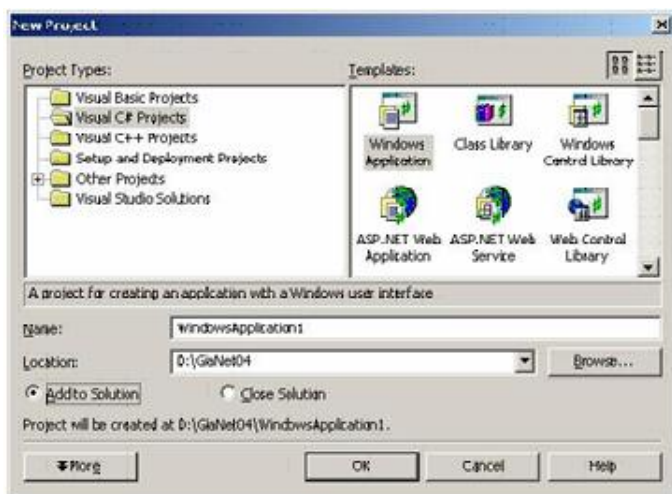 New Project
Project Types:
Templates:
Visual Basic Projects
Visual C# Projects
Visual C++ Projects
Setup and Deployment Projects
Other Projects
Visual Studio Solutions
Windows Application
Class Library
Windows Control Library
ASP.NET Web Application
ASP.NET Web Service
Web Control Library
A project for creating an application with a Windows user interface
Name:
WindowsApplication1
Location:
D:\GiaNet04
Browse...
Add to Solution
Close Solution
Project will be created at D:\GiaNet04\WindowsApplication1.
More
OK
Cancel
Help